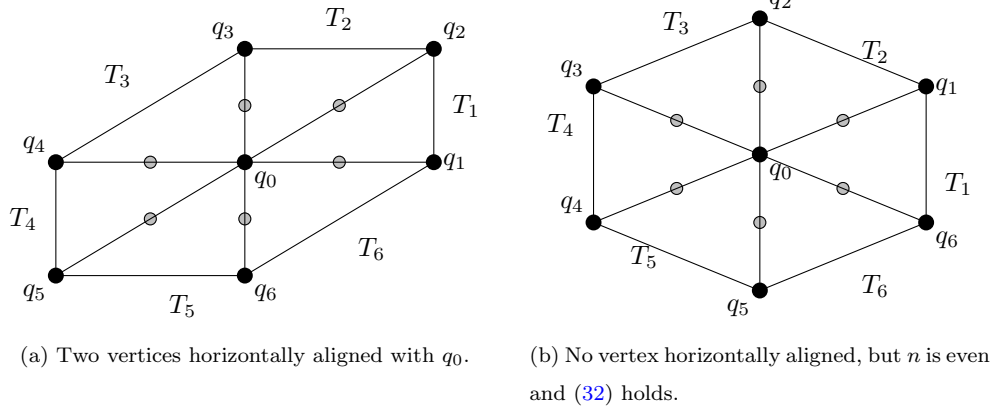 q₃ T₂ q₂
T₃ T₁
q₄ q₀ q₁
T₄ T₆
q₅ T₅ q₆
(a) Two vertices horizontally aligned with q₀.
q₂
T₃ T₂
q₃ q₁
T₄ q₀ T₁
q₄ q₆
T₅ q₅ T₆
(b) No vertex horizontally aligned, but n is even
and (32) holds.